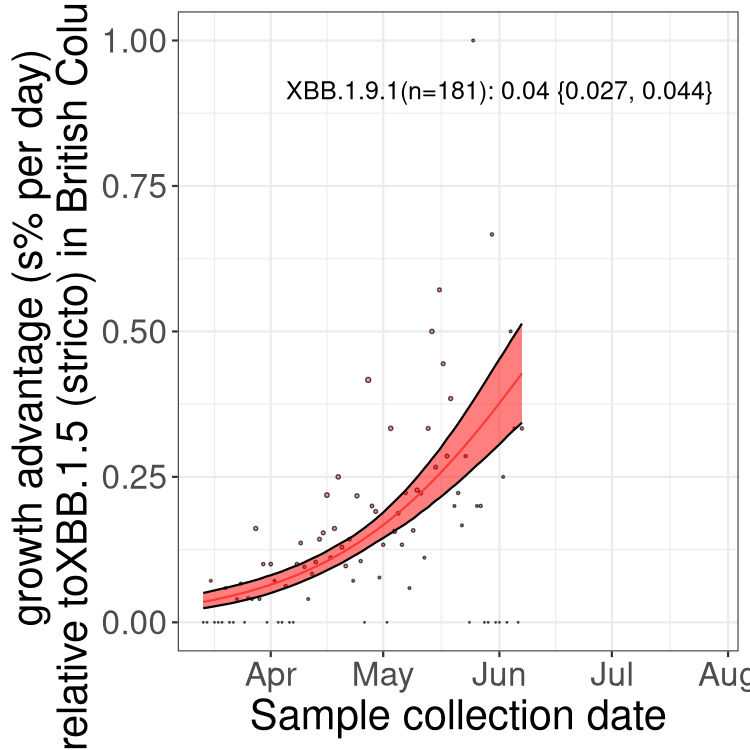 growth advantage (s% per day)
relative toXBB.1.5 (stricto) in British Colu
1.00
0.75
0.50
0.25
0.00
XBB.1.9.1(n=181): 0.04 {0.027, 0.044}
Apr May Jun Jul Aug
Sample collection date